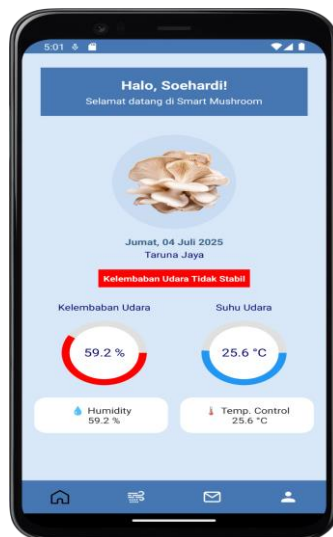 5:01
Halo, Soehardi!
Selamat datang di Smart Mushroom
Jumat, 04 Juli 2025
Taruna Jaya
Kelembaban Udara Tidak Stabil
Kelembaban Udara
Suhu Udara
59.2 %
25.6 °C
Humidity
59.2 %
Temp. Control
25.6 °C